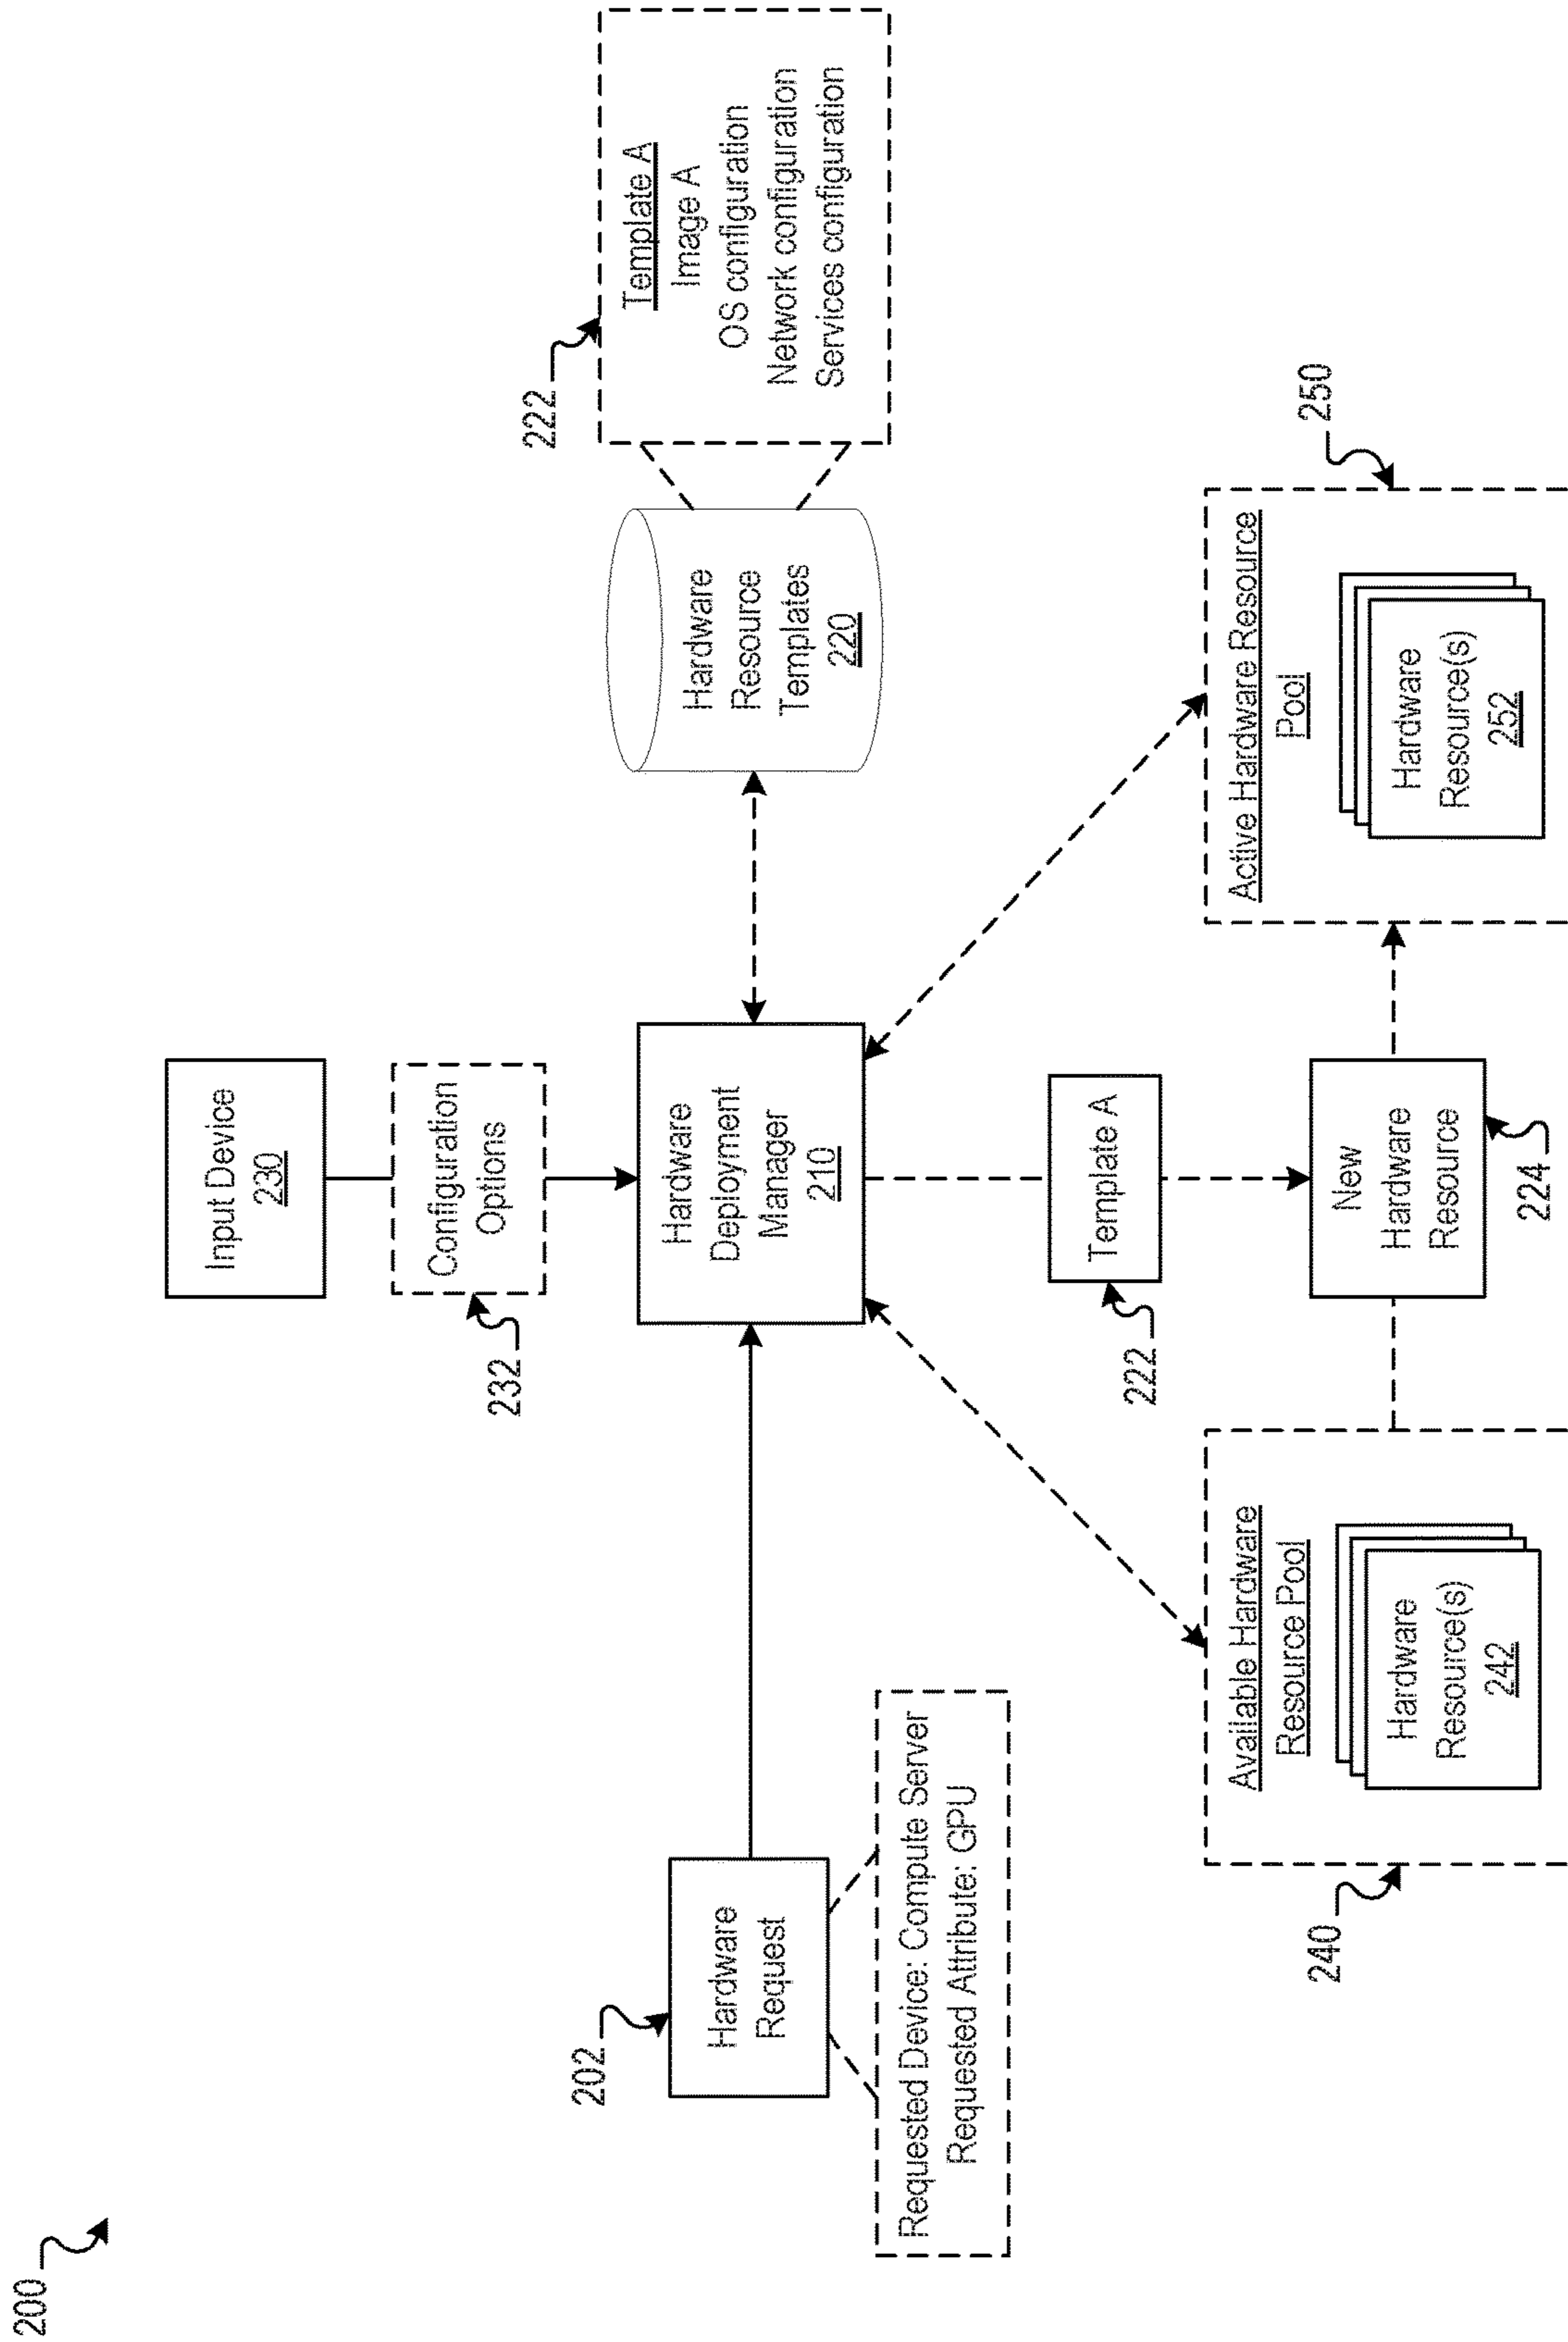 200
Input Device
230
Configuration
Options
232
202
Hardware
Request
Requested Device: Compute Server
Requested Attribute: GPU
Hardware
Deployment
Manager
210
Hardware
Resource
Templates
220
222
Template A
Image A
OS configuration
Network configuration
Services configuration
Template A
222
240
Available Hardware
Resource Pool
Hardware
Resource(s)
242
New
Hardware
Resource
224
250
Active Hardware Resource
Pool
Hardware
Resource(s)
252